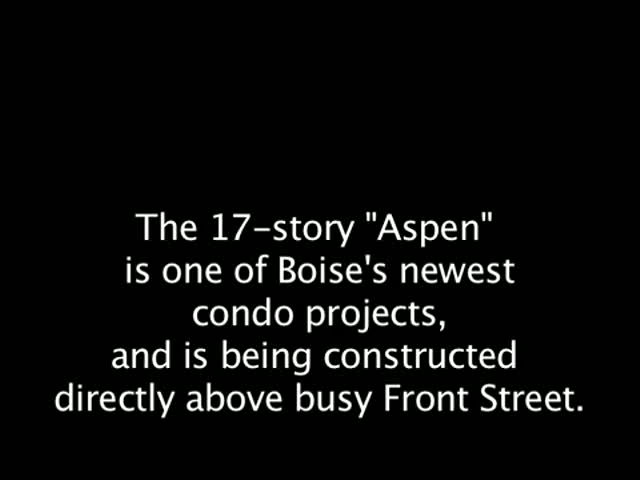 The 17-story "Aspen"
is one of Boise's newest
condo projects,
and is being constructed
directly above busy Front Street.